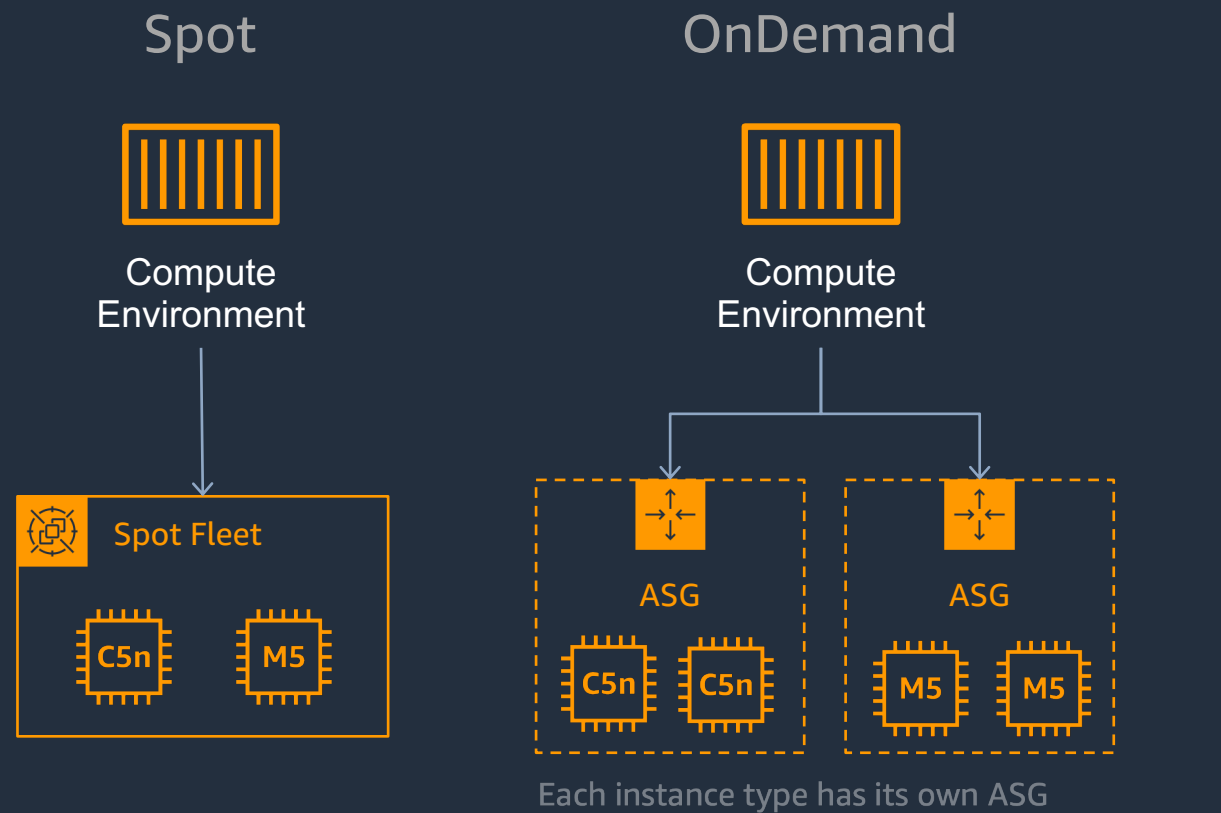 Spot
OnDemand
Compute
Environment
Compute
Environment
Spot Fleet
C5n
M5
ASG
C5n
C5n
ASG
M5
M5
Each instance type has its own ASG